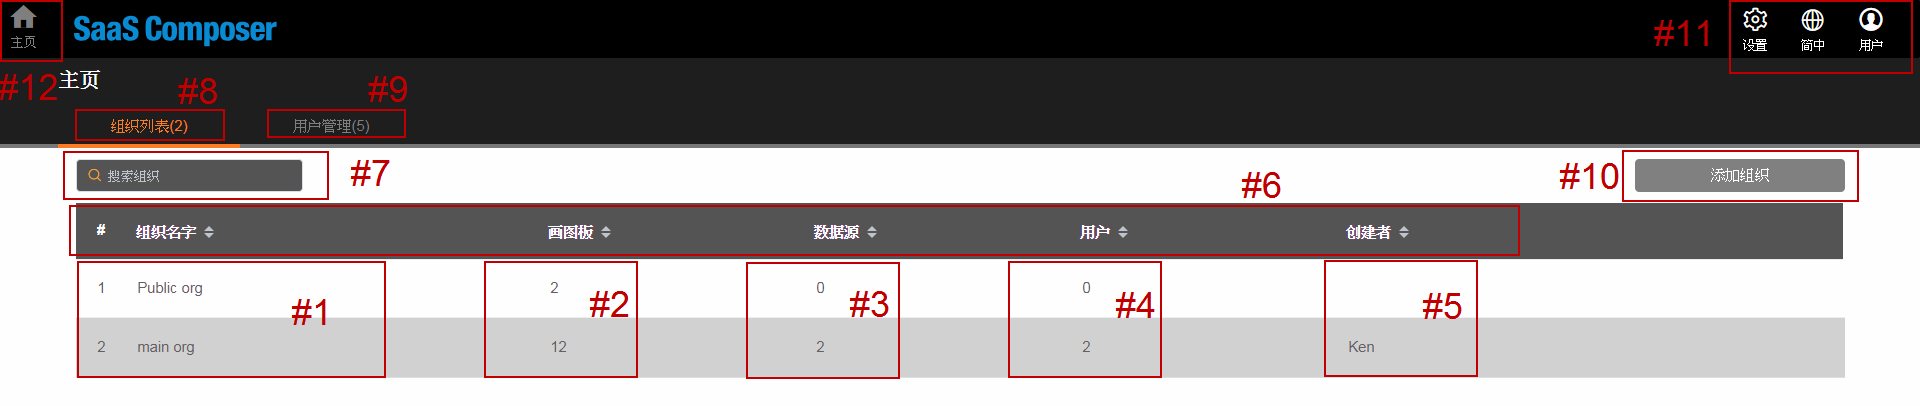 主页
SaaS Composer
#11
设置
简中
用户
#12
主页
#8
#9
组织列表(2)
用户管理(5)
搜索组织
#7
#6
#10
添加组织
# 组织名字 画图板 数据源 用户 创建者
1 Public org 2 0 0
#1 #2 #3 #4 #5
2 main org 12 2 2 Ken